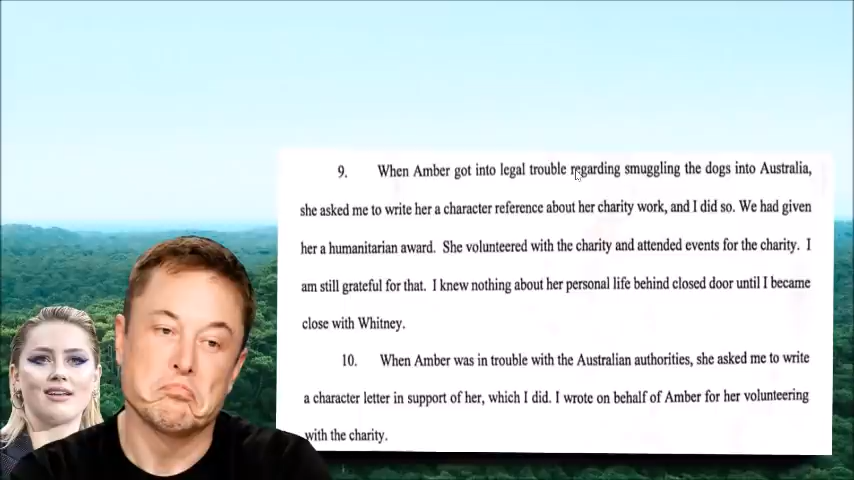 9. When Amber got into legal trouble regarding smuggling the dogs into Australia,
she asked me to write her a character reference about her charity work, and I did so. We had given
her a humanitarian award. She volunteered with the charity and attended events for the charity. I
am still grateful for that. I knew nothing about her personal life behind closed door until I became
close with Whitney.
10. When Amber was in trouble with the Australian authorities, she asked me to write
a character letter in support of her, which I did. I wrote on behalf of Amber for her volunteering
with the charity.